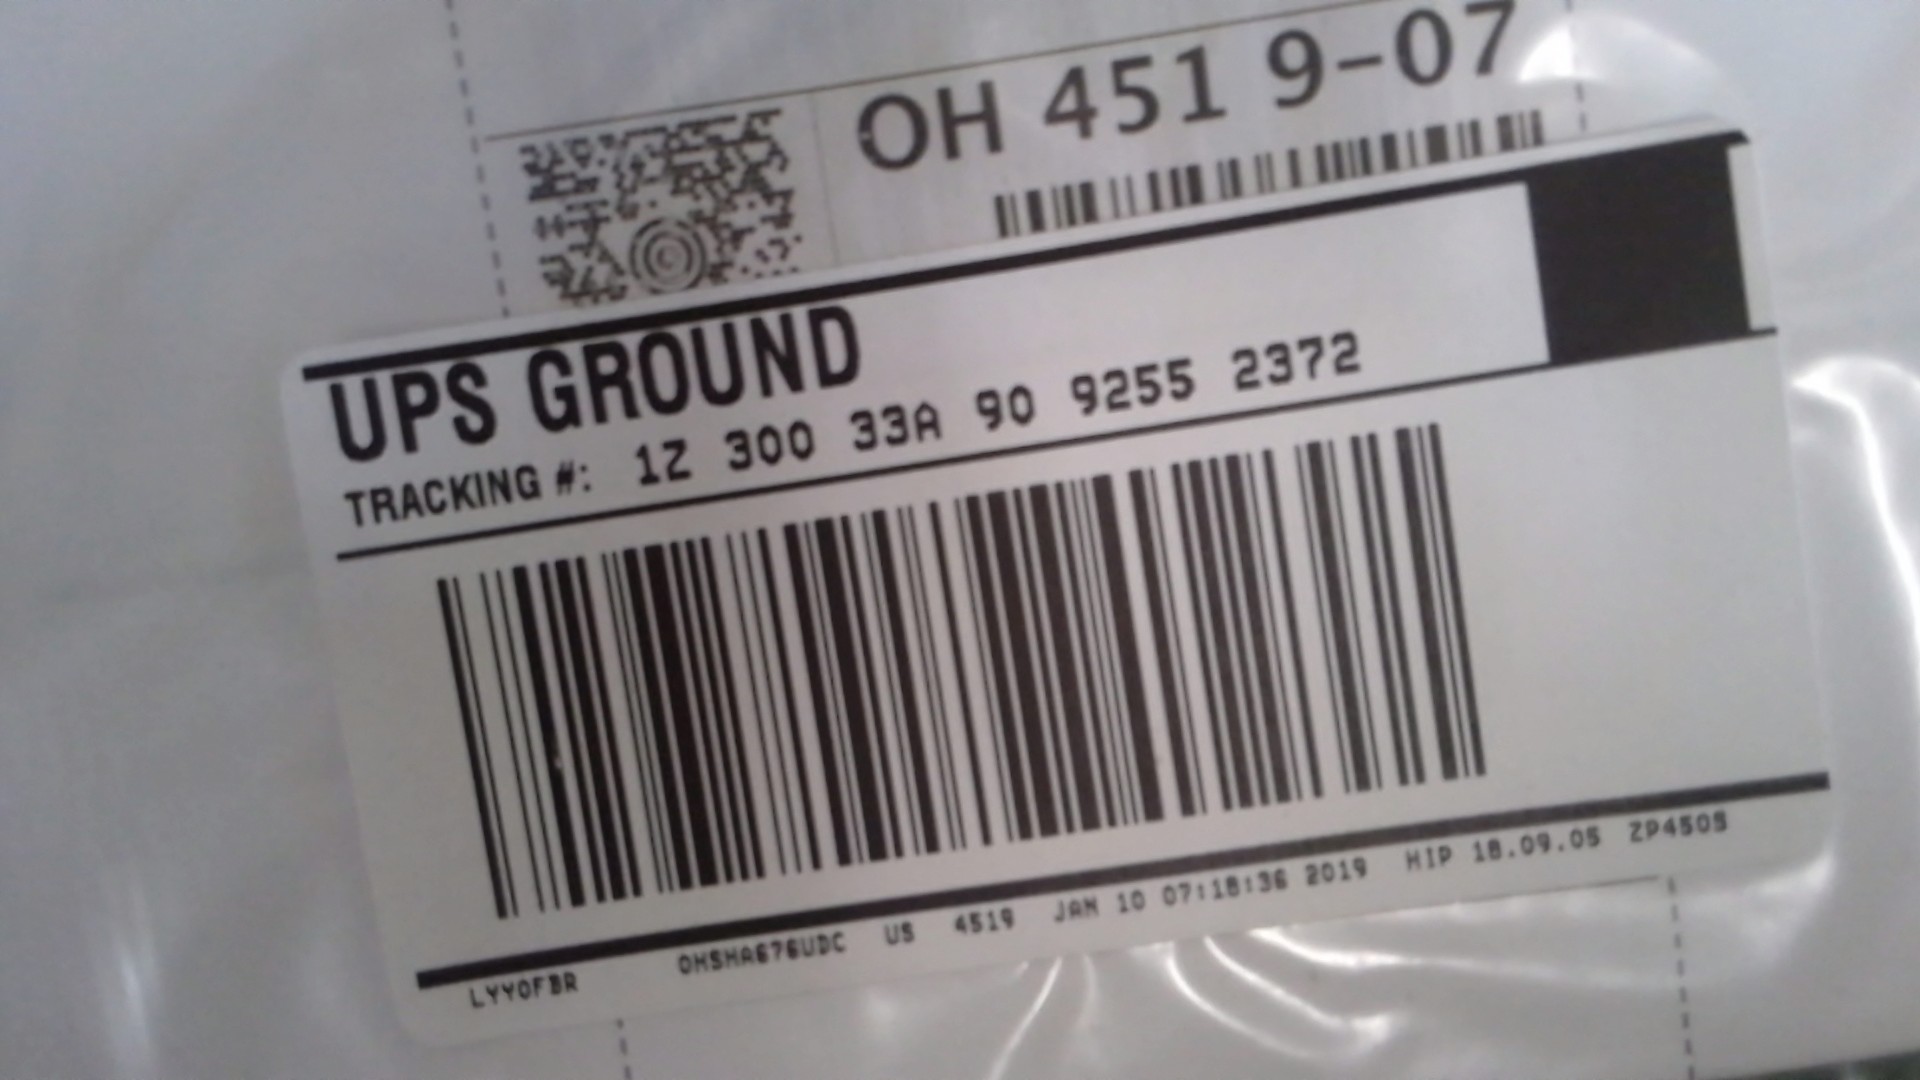 OH 451 9-07
UPS GROUND
TRACKING #: 1Z 300 33A 90 9255 2372
LYYOFBR OHSHA676UDC US 4519 JAN 10 07:18:36 2019 HIP 18.09.05 ZP450S